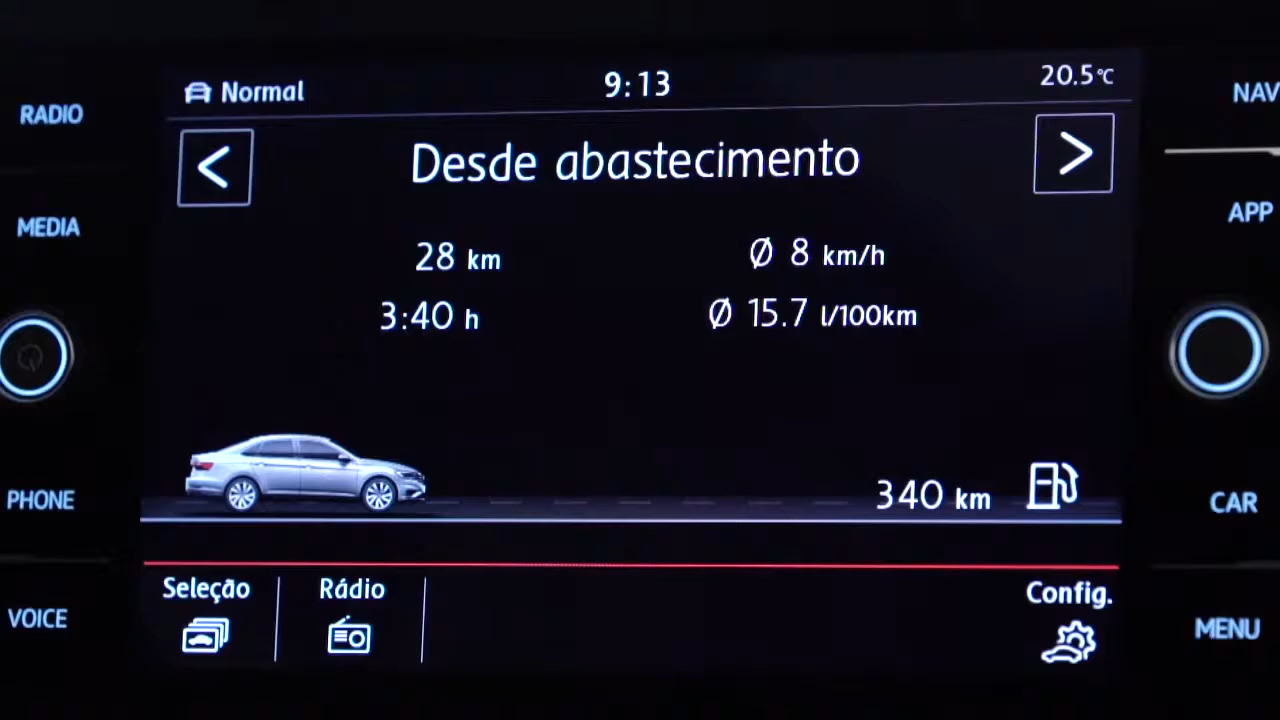 Normal
9:13
20.5°C
RADIO
NAV
< Desde abastecimento >
MEDIA
APP
28 km
Ø 8 km/h
3:40 h
Ø 15.7 l/100km
340 km
PHONE
CAR
Seleção
Rádio
Config.
VOICE
MENU